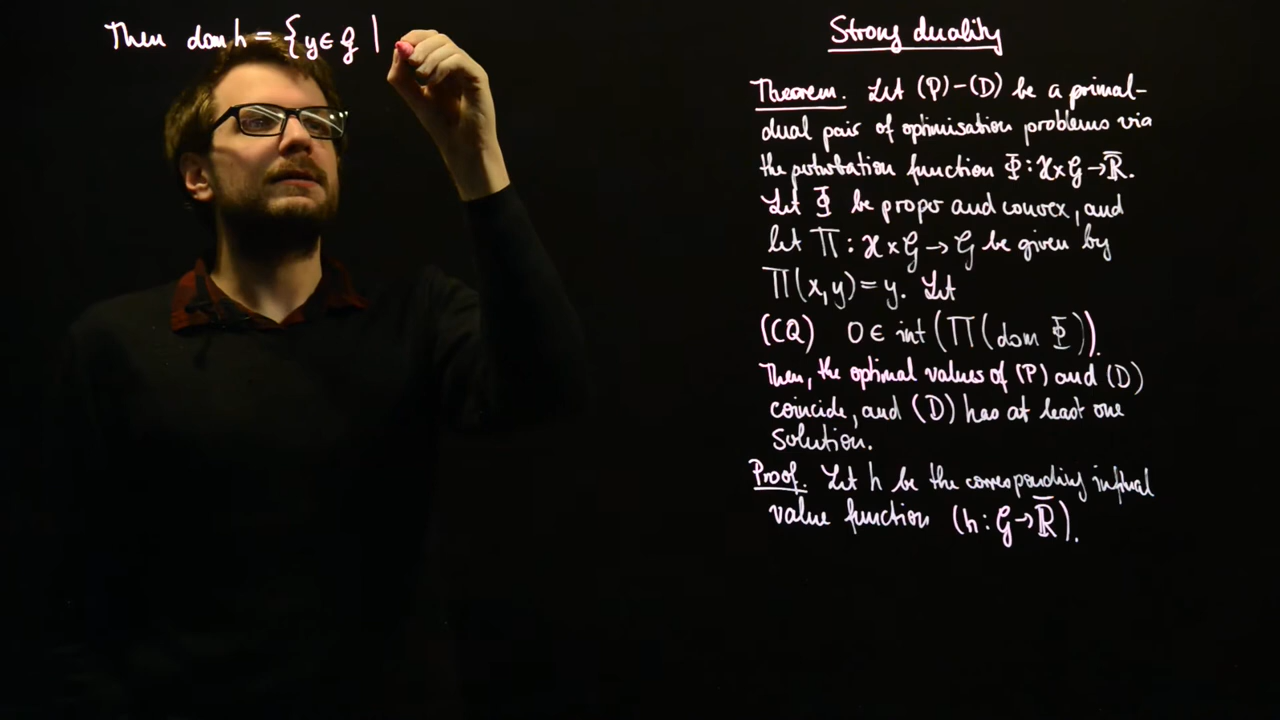 Then dom h = {y ∈ 𝒢 |
Strong duality
Theorem. Let (P)-(D) be a primal-
dual pair of optimisation problems via
the perturbation function Φ: 𝓗 × 𝒢 → R̄.
Let Φ be proper and convex, and
let Π: 𝓗 × 𝒢 → 𝒢 be given by
Π(x, y) = y. Let
(CQ) 0 ∈ int(Π(dom Φ)).
Then, the optimal values of (P) and (D)
coincide, and (D) has at least one
solution.
Proof. Let h be the corresponding infimal
value function (h: 𝒢 → R̄).